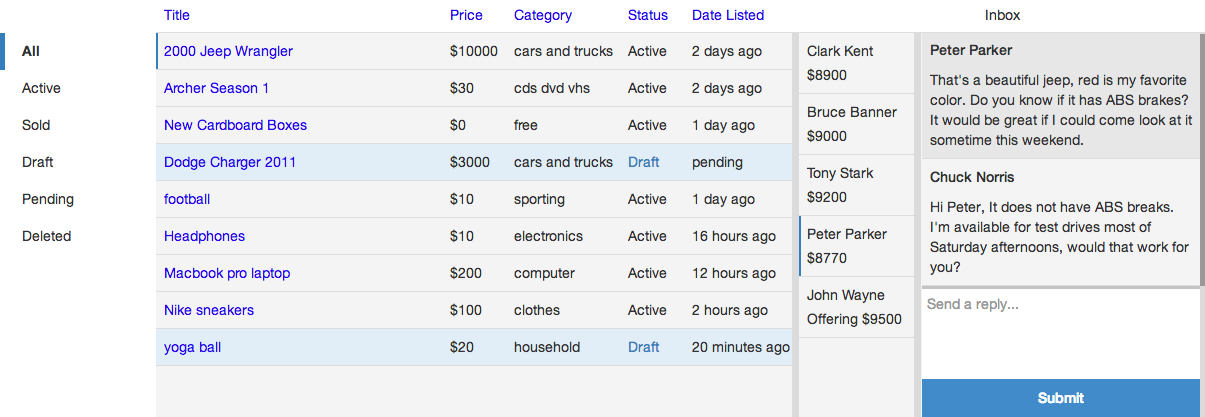 Title Price Category Status Date Listed Inbox
All
Active
Sold
Draft
Pending
Deleted
2000 Jeep Wrangler $10000 cars and trucks Active 2 days ago
Archer Season 1 $30 cds dvd vhs Active 2 days ago
New Cardboard Boxes $0 free Active 1 day ago
Dodge Charger 2011 $3000 cars and trucks Draft pending
football $10 sporting Active 1 day ago
Headphones $10 electronics Active 16 hours ago
Macbook pro laptop $200 computer Active 12 hours ago
Nike sneakers $100 clothes Active 2 hours ago
yoga ball $20 household Draft 20 minutes ago
Clark Kent
$8900
Bruce Banner
$9000
Tony Stark
$9200
Peter Parker
$8770
John Wayne
Offering $9500
Peter Parker
That's a beautiful jeep, red is my favorite
color. Do you know if it has ABS brakes?
It would be great if I could come look at it
sometime this weekend.
Chuck Norris
Hi Peter, It does not have ABS breaks.
I'm available for test drives most of
Saturday afternoons, would that work for
you?
Send a reply...
Submit